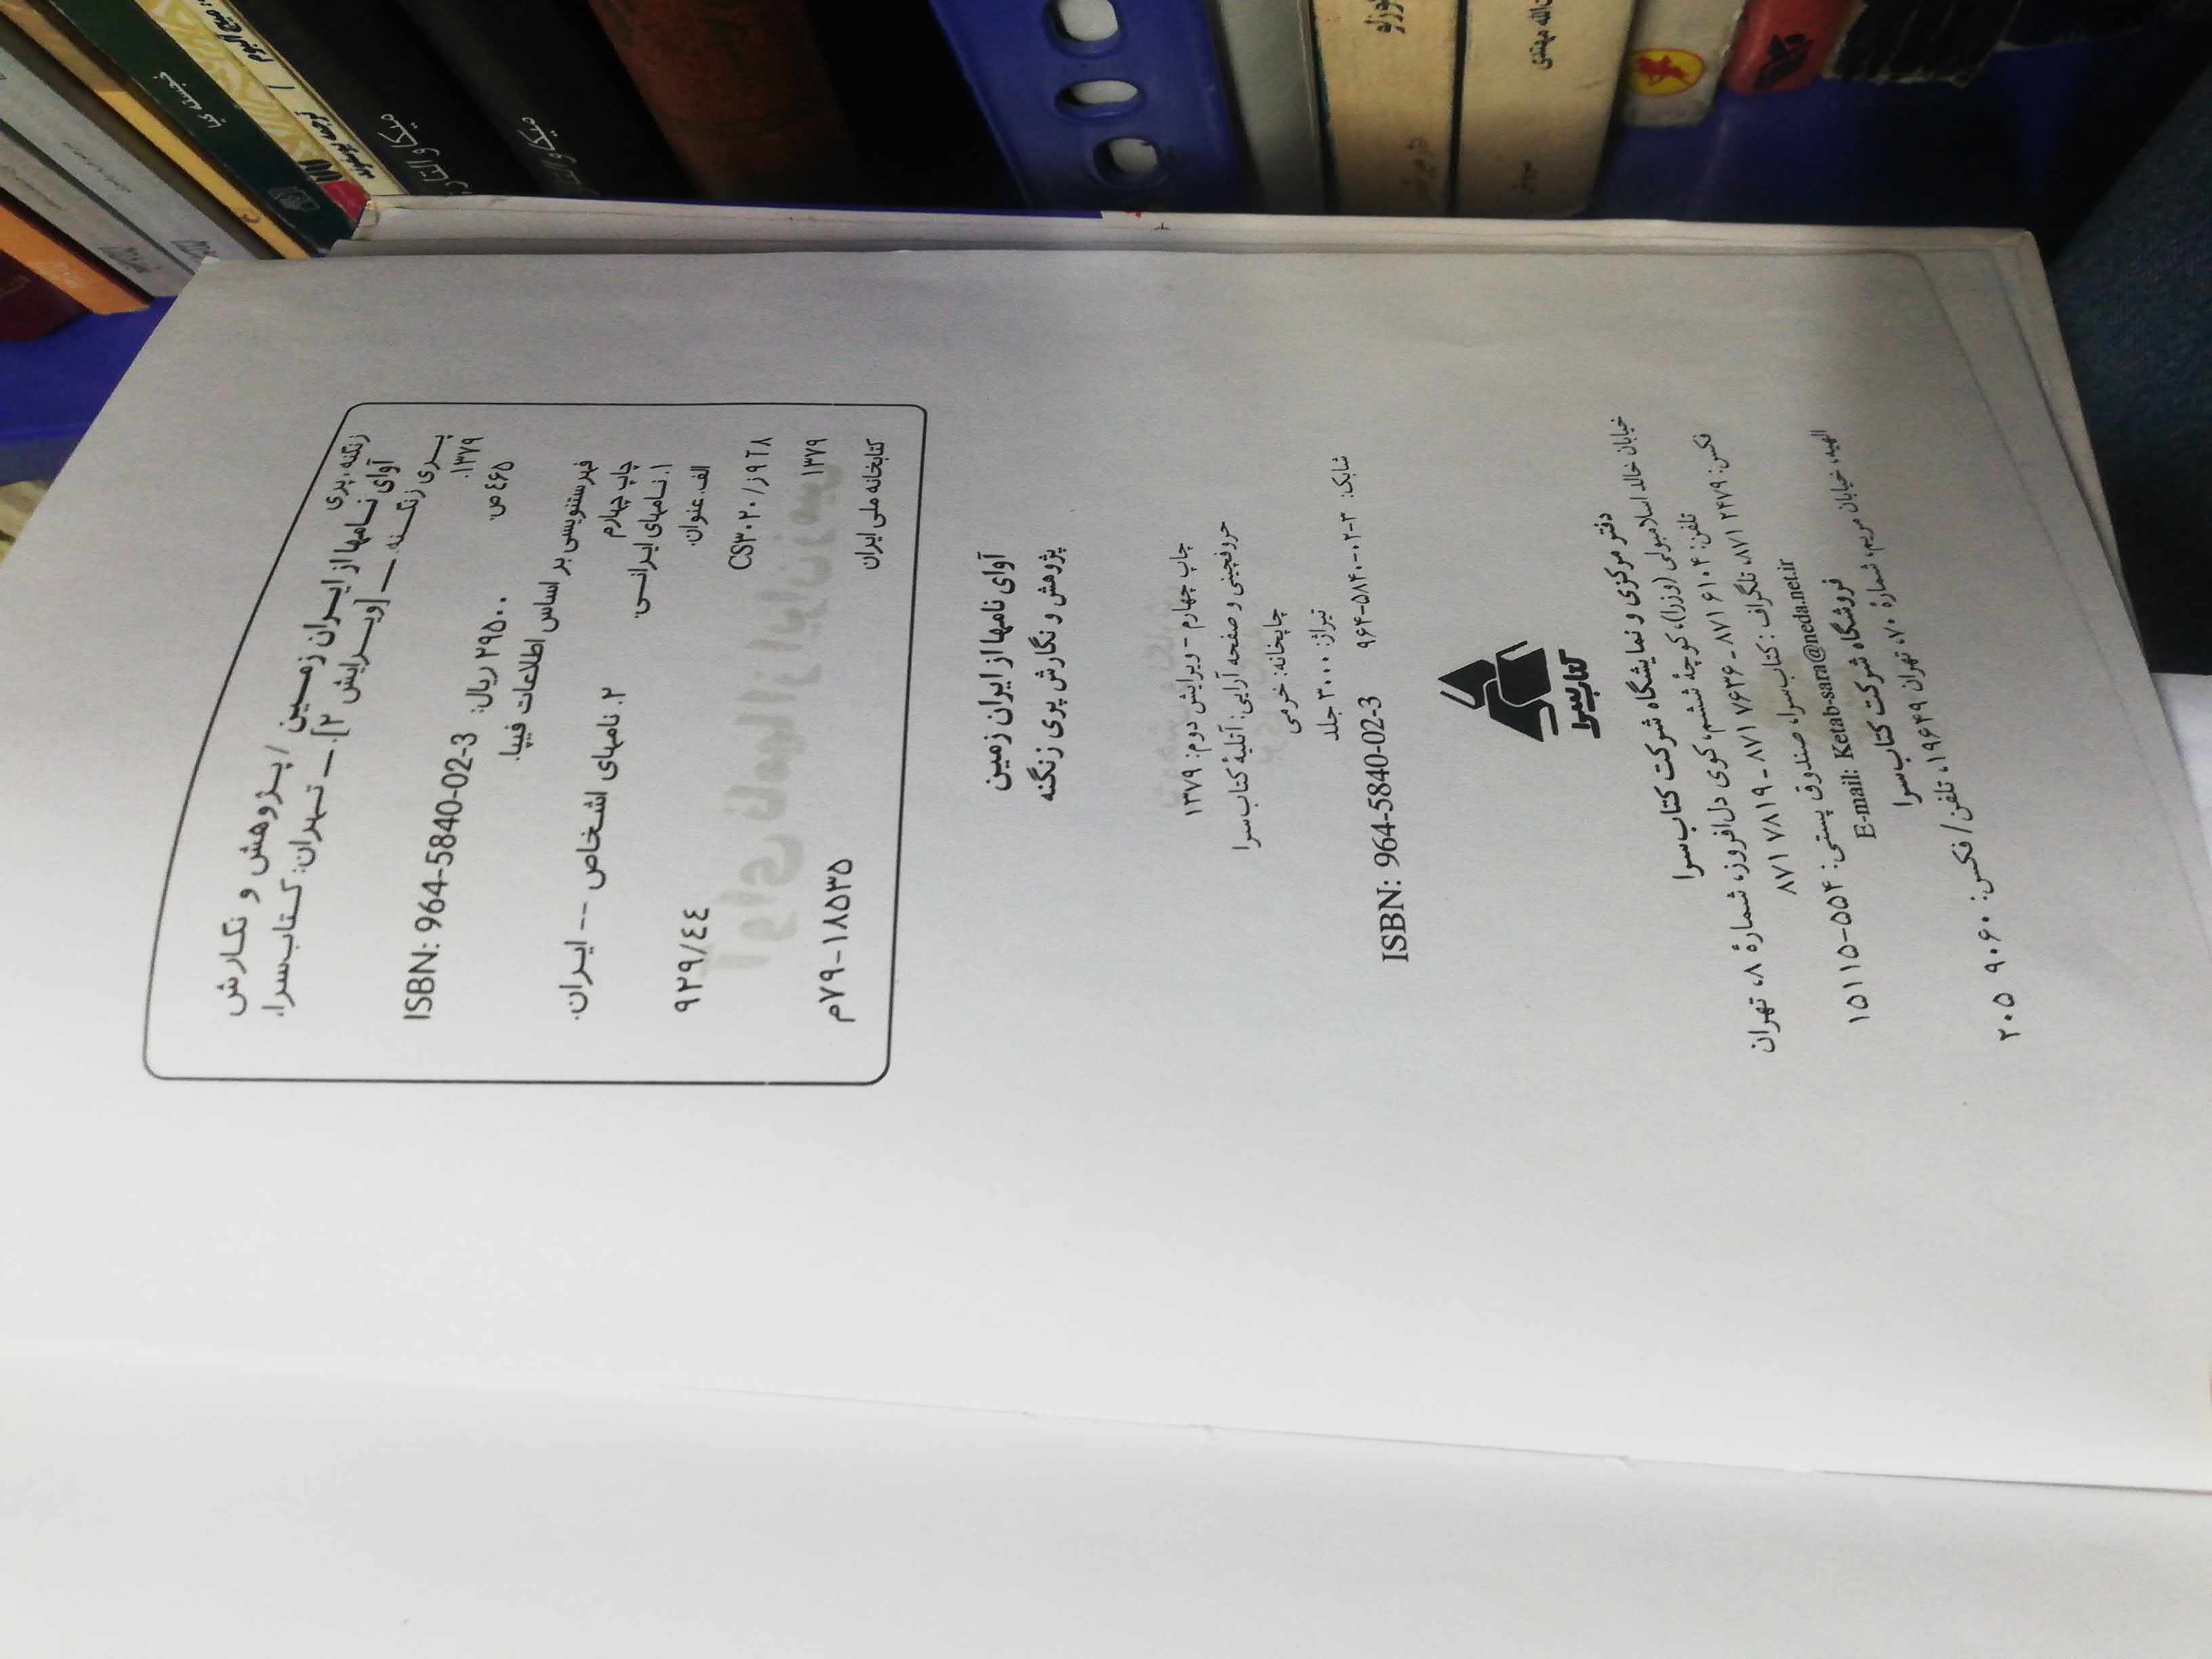 زنگنه، پری
آوای نامها از ایران زمین / پژوهش و نگارش
پری زنگنه. — [ویرایش ۲]. — تهران: کتاب‌سرا،
۱۳۷۹.
۴۶۵ ص.
ISBN: 964-5840-02-3 ۲۹۵۰۰ ریال:
فهرستنویسی بر اساس اطلاعات فیپا.
چاپ چهارم
۱. نامهای ایرانی. ۲. نامهای اشخاص -- ایران.
الف. عنوان.
۹۲۹/۴۴ CS۳۰۲۰/ز۹آ۸
۱۳۷۹
کتابخانه ملی ایران م۷۹-۱۸۵۳۵
آوای نامها از ایران زمین
پژوهش و نگارش پری زنگنه
چاپ چهارم - ویرایش دوم: ۱۳۷۹
حروفچینی و صفحه آرایی: آتلیهٔ کتاب‌سرا
چاپخانه: خرمی
تیراژ: ۳۰۰۰ جلد
شابک: ۳-۰۲-۵۸۴۰-۹۶۴ ISBN: 964-5840-02-3
کتاب‌سرا
دفتر مرکزی و نمایشگاه شرکت کتاب‌سرا
خیابان خالد اسلامبولی (وزرا)، کوچهٔ ششم، کوی دل‌افروز، شمارهٔ ۸، تهران
تلفن: ۸۷۱۶۱۰۴ - ۸۷۱۷۶۳۶ - ۸۷۱۷۸۱۹
فکس: ۸۷۱۲۴۷۹، تلگراف: کتاب‌سرا، صندوق پستی: ۵۵۴-۱۵۱۱۵
E-mail: Ketab-sara@neda.net.ir
فروشگاه شرکت کتاب‌سرا
الهیه، خیابان مریم، شمارهٔ ۷۰، تهران ۱۹۶۴۹، تلفن/ فکس: ۲۰۵۹۰۶۰